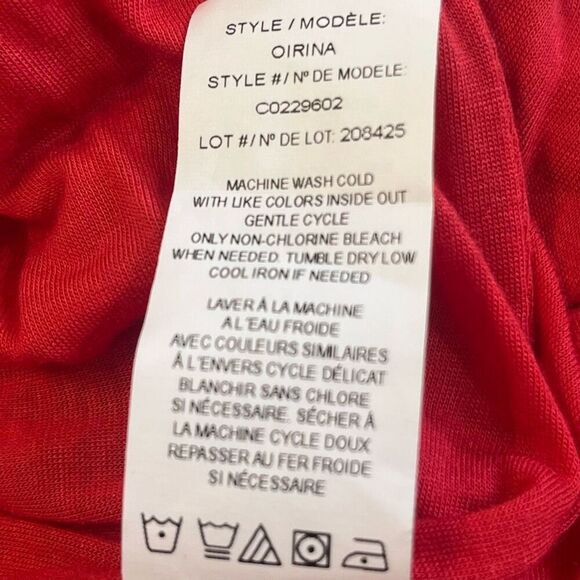 STYLE / MODÈLE:
OIRINA
STYLE #/ Nº DE MODELE:
C0229602
LOT #/ Nº DE LOT: 208425
MACHINE WASH COLD
WITH LIKE COLORS INSIDE OUT
GENTLE CYCLE
ONLY NON-CHLORINE BLEACH
WHEN NEEDED. TUMBLE DRY LOW
COOL IRON IF NEEDED
LAVER À LA MACHINE
A L'EAU FROIDE
AVEC COULEURS SIMILAIRES
À L'ENVERS CYCLE DÉLICAT
BLANCHIR SANS CHLORE
SI NÉCESSAIRE. SÉCHER À
LA MACHINE CYCLE DOUX
REPASSER AU FER FROIDE
SI NÉCESSAIRE